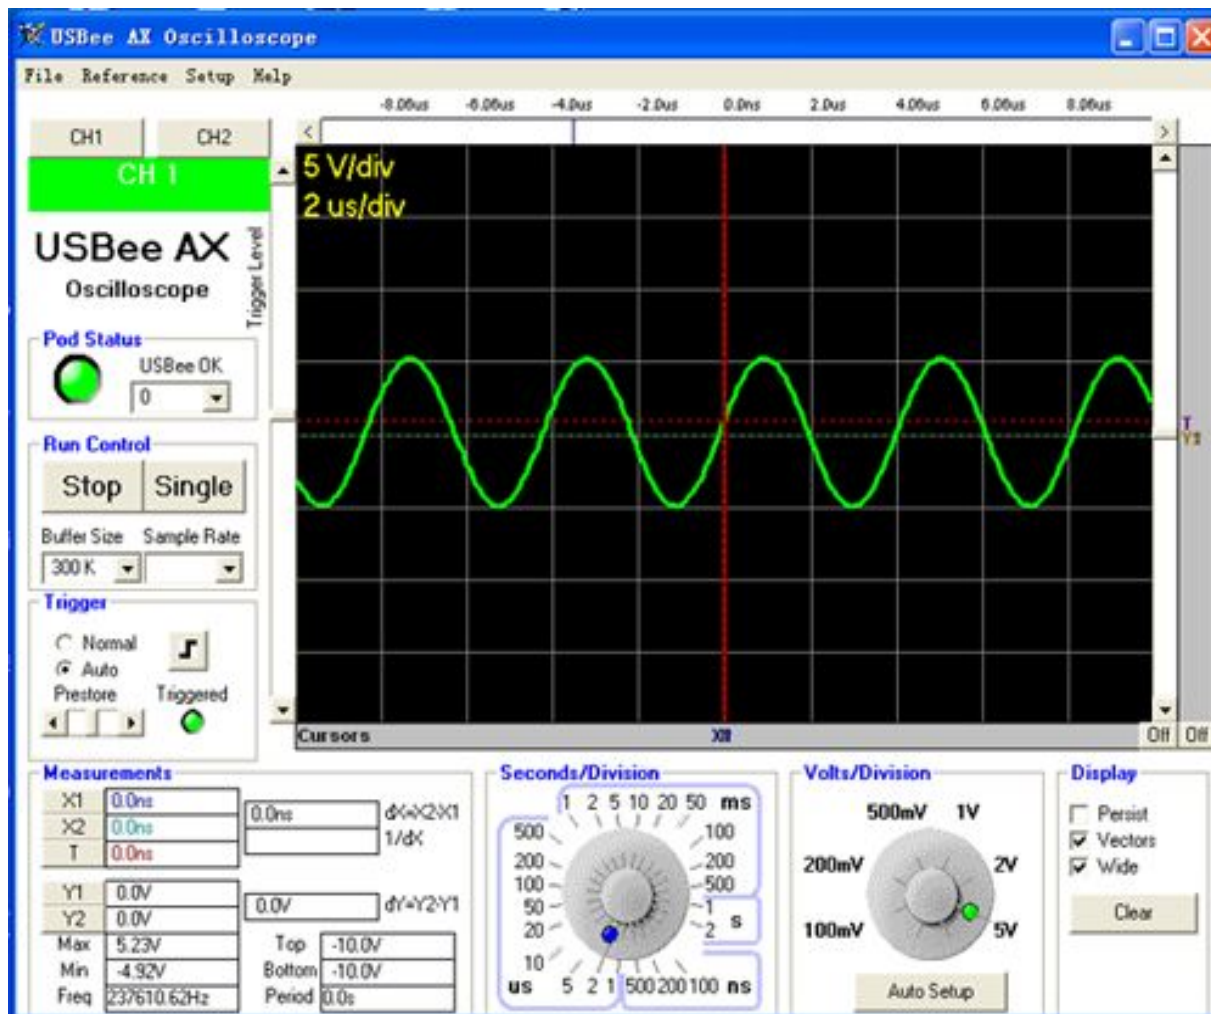 USBee AX Oscilloscope
File Reference Setup Help
-8.00us -6.00us -4.0us -2.0us 0.0ns 2.0us 4.00us 6.00us 8.00us
CH1 CH2
CH 1
5 V/div
2 us/div
USBee AX
Oscilloscope
Trigger Level
Pod Status
USBee OK
0
Run Control
Stop Single
Buffer Size Sample Rate
300 K
Trigger
Normal
Auto
Prestore Triggered
T
Cursors
Off Off
Measurements
X1 0.0ns
X2 0.0ns
T 0.0ns
0.0ns dX=X2-X1
1/dX
Y1 0.0V
Y2 0.0V
0.0V dY=Y2-Y1
Max 5.23V Top -10.0V
Min -4.92V Bottom -10.0V
Freq 237610.62Hz Period 0.0s
Seconds/Division
1 2 5 10 20 50 ms
500 100
200 200
100 500
50 1
20 2 s
10
us 5 2 1 500 200 100 ns
Volts/Division
500mV 1V
200mV 2V
100mV 5V
Auto Setup
Display
Persist
Vectors
Wide
Clear